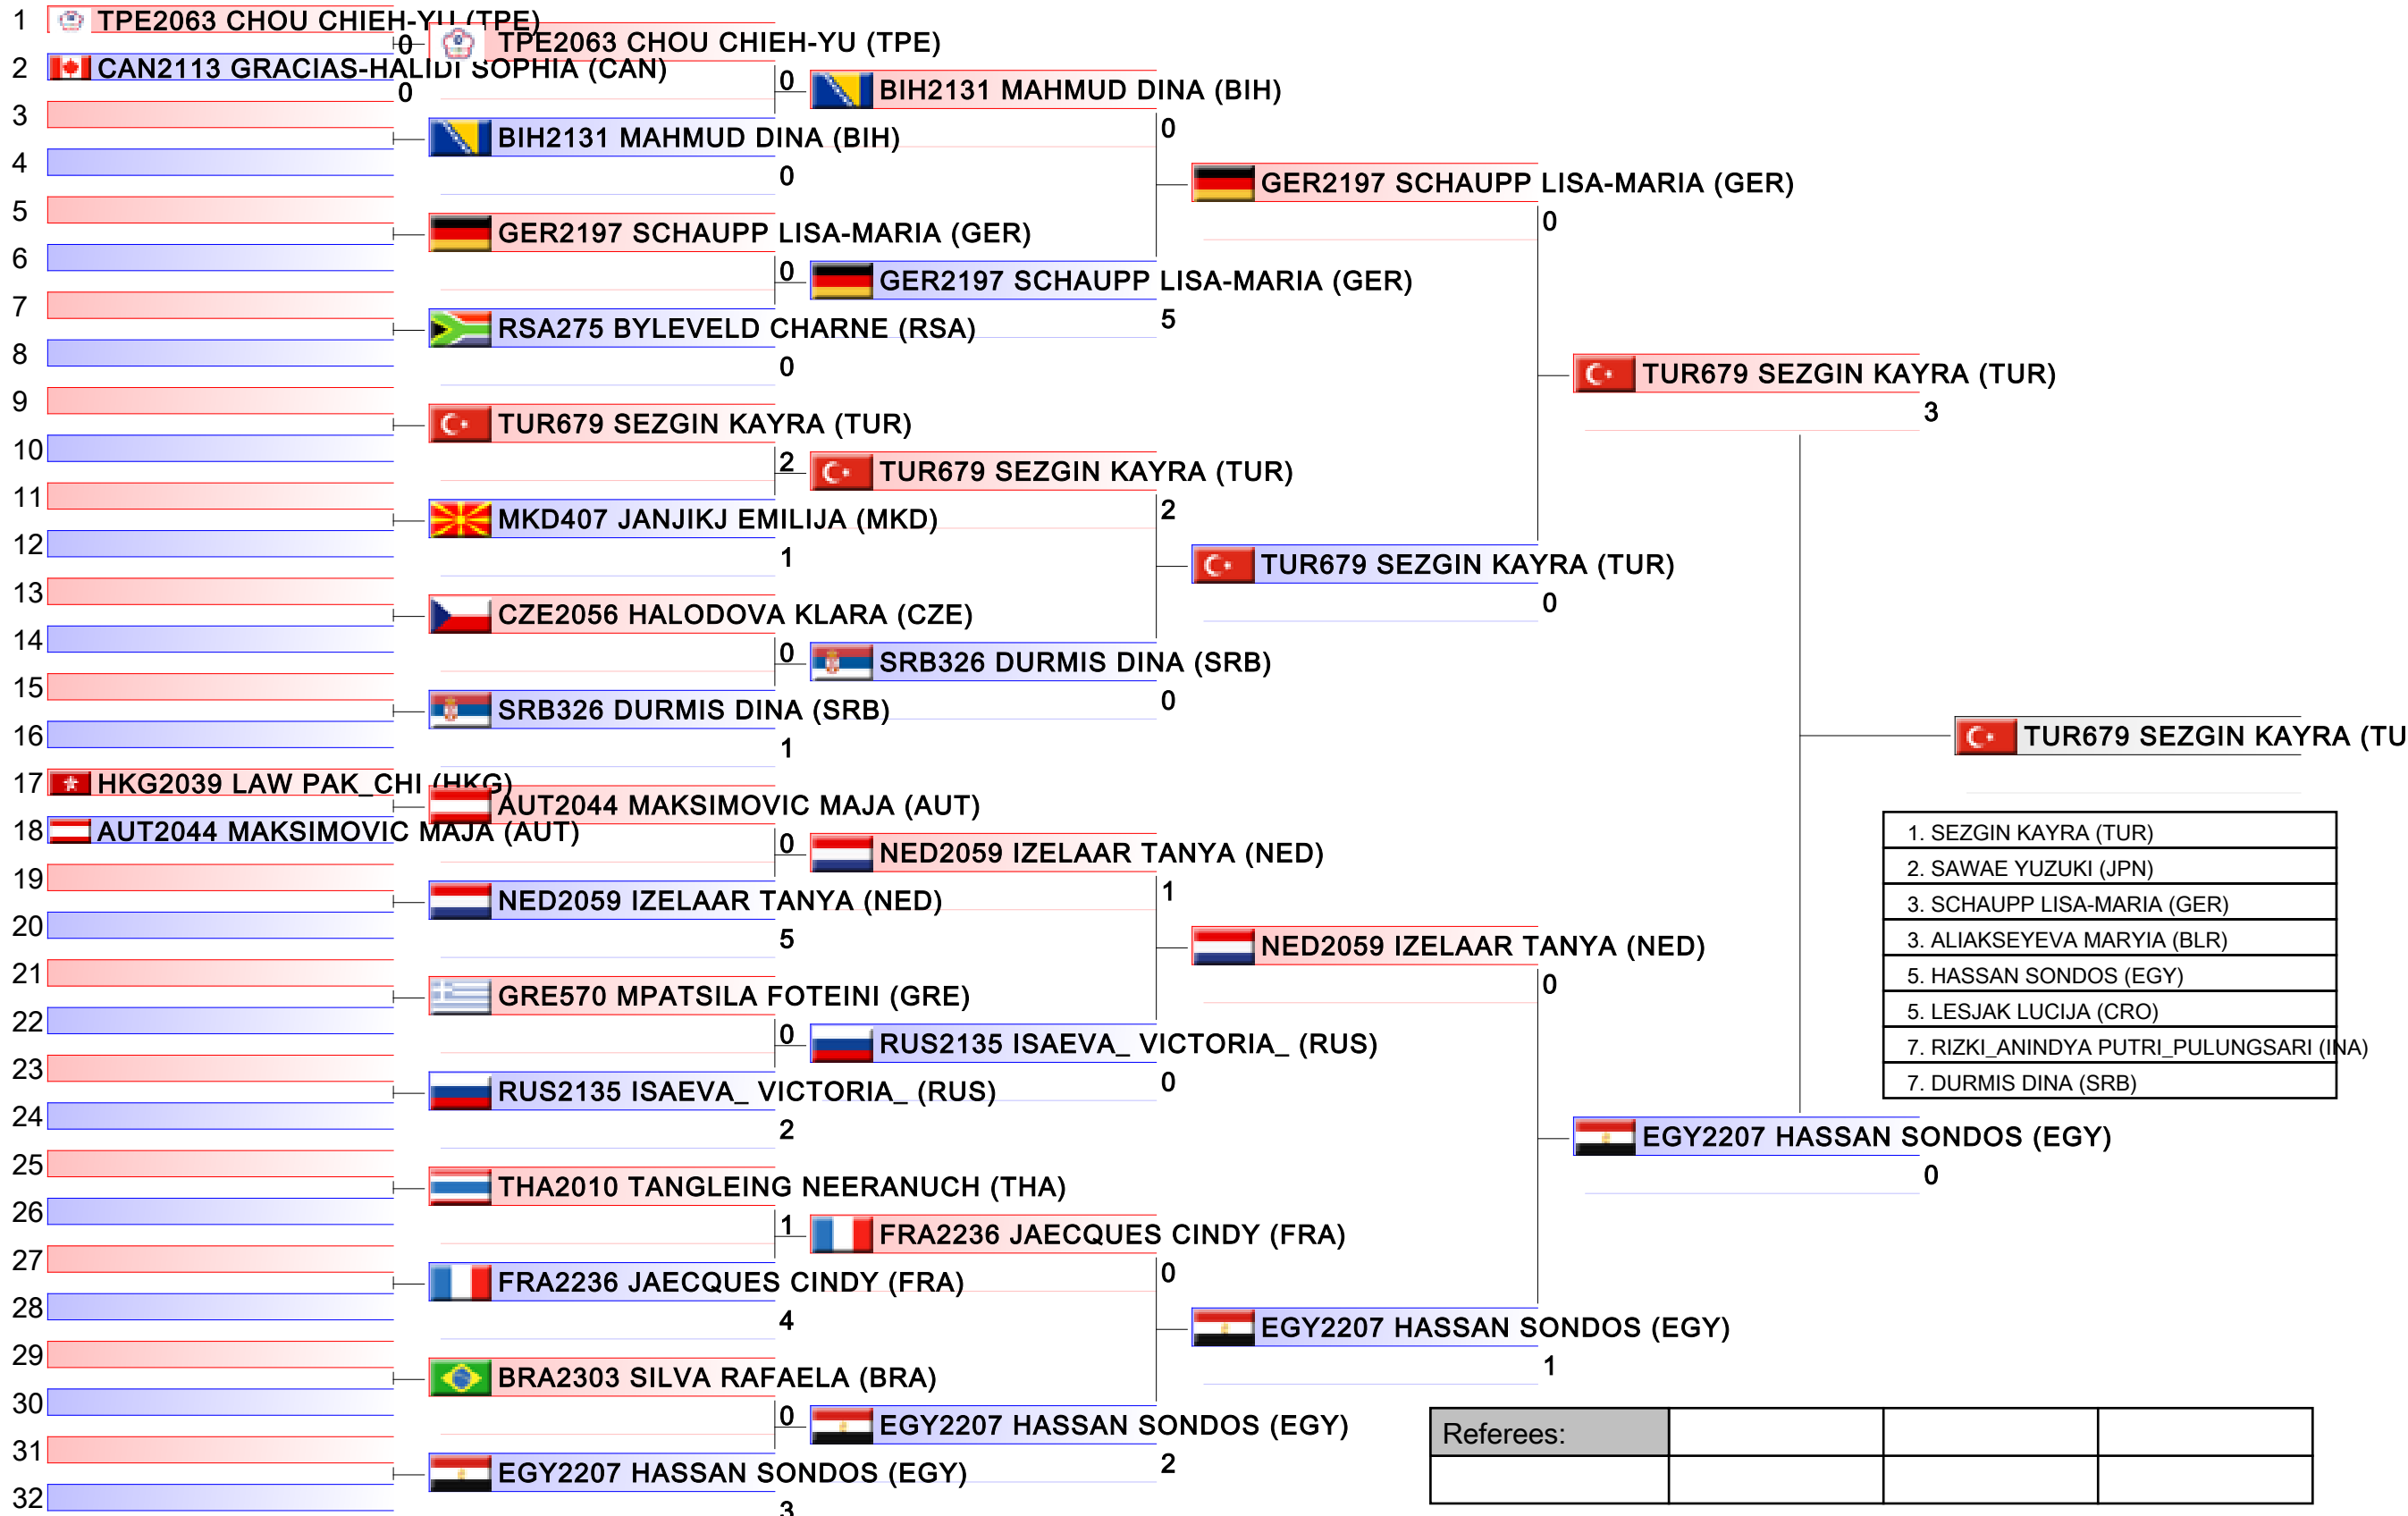 1 TPE2063 CHOU CHIEH-YU (TPE)
0
2 CAN2113 GRACIAS-HALIDI SOPHIA (CAN)
0
3
4
5
6
7
8
9
10
11
12
13
14
15
16
17 HKG2039 LAW PAK_CHI (HKG)
18 AUT2044 MAKSIMOVIC MAJA (AUT)
19
20
21
22
23
24
25
26
27
28
29
30
31
32
TPE2063 CHOU CHIEH-YU (TPE)
0
BIH2131 MAHMUD DINA (BIH)
0
GER2197 SCHAUPP LISA-MARIA (GER)
0
RSA275 BYLEVELD CHARNE (RSA)
0
TUR679 SEZGIN KAYRA (TUR)
2
MKD407 JANJIKJ EMILIJA (MKD)
1
CZE2056 HALODOVA KLARA (CZE)
0
SRB326 DURMIS DINA (SRB)
1
AUT2044 MAKSIMOVIC MAJA (AUT)
0
NED2059 IZELAAR TANYA (NED)
5
GRE570 MPATSILA FOTEINI (GRE)
0
RUS2135 ISAEVA_ VICTORIA_ (RUS)
2
THA2010 TANGLEING NEERANUCH (THA)
1
FRA2236 JAECQUES CINDY (FRA)
4
BRA2303 SILVA RAFAELA (BRA)
0
EGY2207 HASSAN SONDOS (EGY)
3
BIH2131 MAHMUD DINA (BIH)
0
GER2197 SCHAUPP LISA-MARIA (GER)
5
TUR679 SEZGIN KAYRA (TUR)
2
SRB326 DURMIS DINA (SRB)
0
NED2059 IZELAAR TANYA (NED)
1
RUS2135 ISAEVA_ VICTORIA_ (RUS)
0
FRA2236 JAECQUES CINDY (FRA)
0
EGY2207 HASSAN SONDOS (EGY)
2
GER2197 SCHAUPP LISA-MARIA (GER)
0
TUR679 SEZGIN KAYRA (TUR)
0
NED2059 IZELAAR TANYA (NED)
0
EGY2207 HASSAN SONDOS (EGY)
1
TUR679 SEZGIN KAYRA (TUR)
3
EGY2207 HASSAN SONDOS (EGY)
0
TUR679 SEZGIN KAYRA (TU
1. SEZGIN KAYRA (TUR)
2. SAWAE YUZUKI (JPN)
3. SCHAUPP LISA-MARIA (GER)
3. ALIAKSEYEVA MARYIA (BLR)
5. HASSAN SONDOS (EGY)
5. LESJAK LUCIJA (CRO)
7. RIZKI_ANINDYA PUTRI_PULUNGSARI (INA)
7. DURMIS DINA (SRB)
Referees: